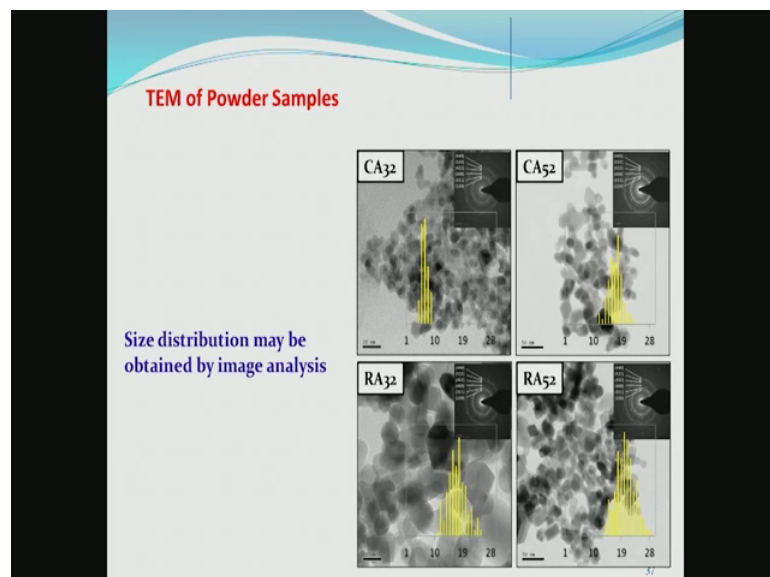 TEM of Powder Samples
CA32
CA52
1 10 19 28
1 10 19 28
Size distribution may be
obtained by image analysis
RA32
RA52
1 10 19 28
1 10 19 28